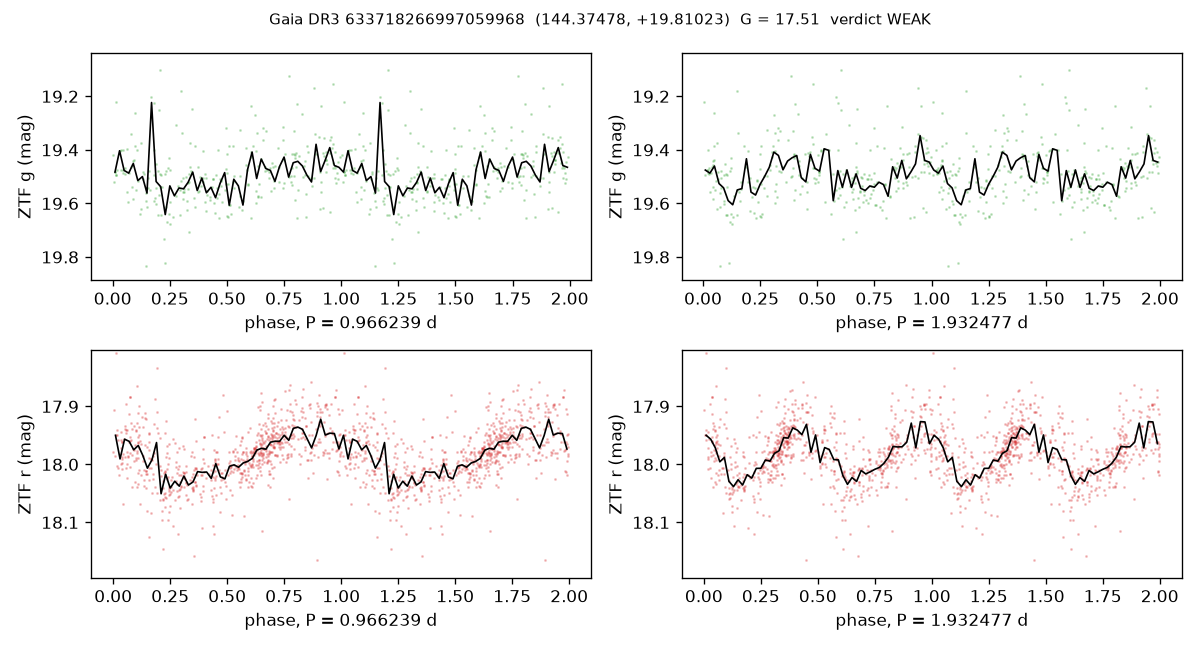 Gaia DR3 633718266997059968 (144.37478, +19.81023) G = 17.51 verdict WEAK
ZTF g (mag)
19.2
19.4
19.6
19.8
0.00 0.25 0.50 0.75 1.00 1.25 1.50 1.75 2.00
phase, P = 0.966239 d
ZTF g (mag)
19.2
19.4
19.6
19.8
0.00 0.25 0.50 0.75 1.00 1.25 1.50 1.75 2.00
phase, P = 1.932477 d
ZTF r (mag)
17.9
18.0
18.1
0.00 0.25 0.50 0.75 1.00 1.25 1.50 1.75 2.00
phase, P = 0.966239 d
ZTF r (mag)
17.9
18.0
18.1
0.00 0.25 0.50 0.75 1.00 1.25 1.50 1.75 2.00
phase, P = 1.932477 d